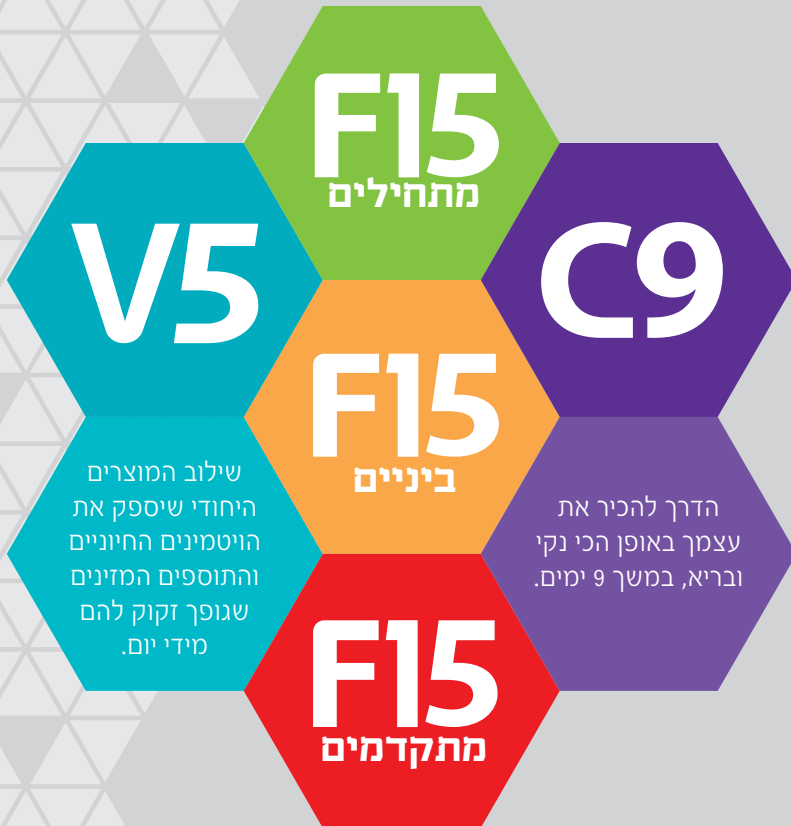 F15
מתחילים
C9
הדרך להכיר את
עצמך באופן הכי נקי
ובריא, במשך 9 ימים.
F15
ביניים
V5
שילוב המוצרים
היחודי שיספק את
הויטמינים החיוניים
והתוספים המזינים
שגופך זקוק להם
מידי יום.
F15
מתקדמים